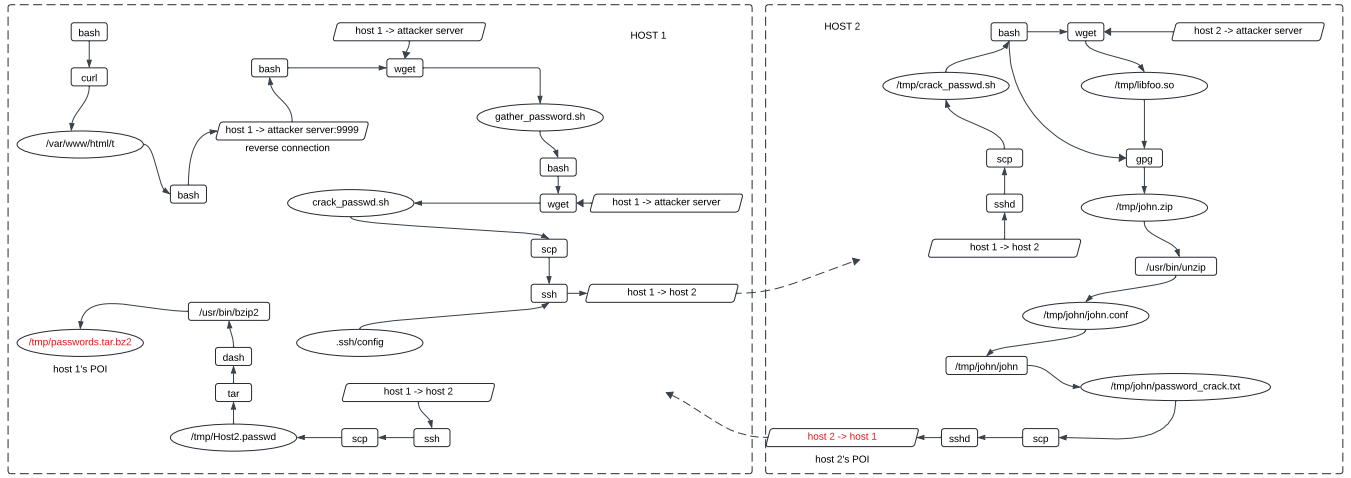 HOST 1
bash
curl
/var/www/html/t
bash
host 1 -> attacker server:9999
reverse connection
bash
host 1 -> attacker server
wget
gather_password.sh
bash
wget
host 1 -> attacker server
crack_passwd.sh
scp
ssh
host 1 -> host 2
.ssh/config
host 1 -> host 2
ssh
scp
/tmp/Host2.passwd
tar
dash
/usr/bin/bzip2
/tmp/passwords.tar.bz2
host 1's POI
HOST 2
bash
wget
host 2 -> attacker server
/tmp/crack_passwd.sh
/tmp/libfoo.so
scp
gpg
sshd
/tmp/john.zip
host 1 -> host 2
/usr/bin/unzip
/tmp/john/john.conf
/tmp/john/john
/tmp/john/password_crack.txt
host 2 -> host 1
sshd
scp
host 2's POI